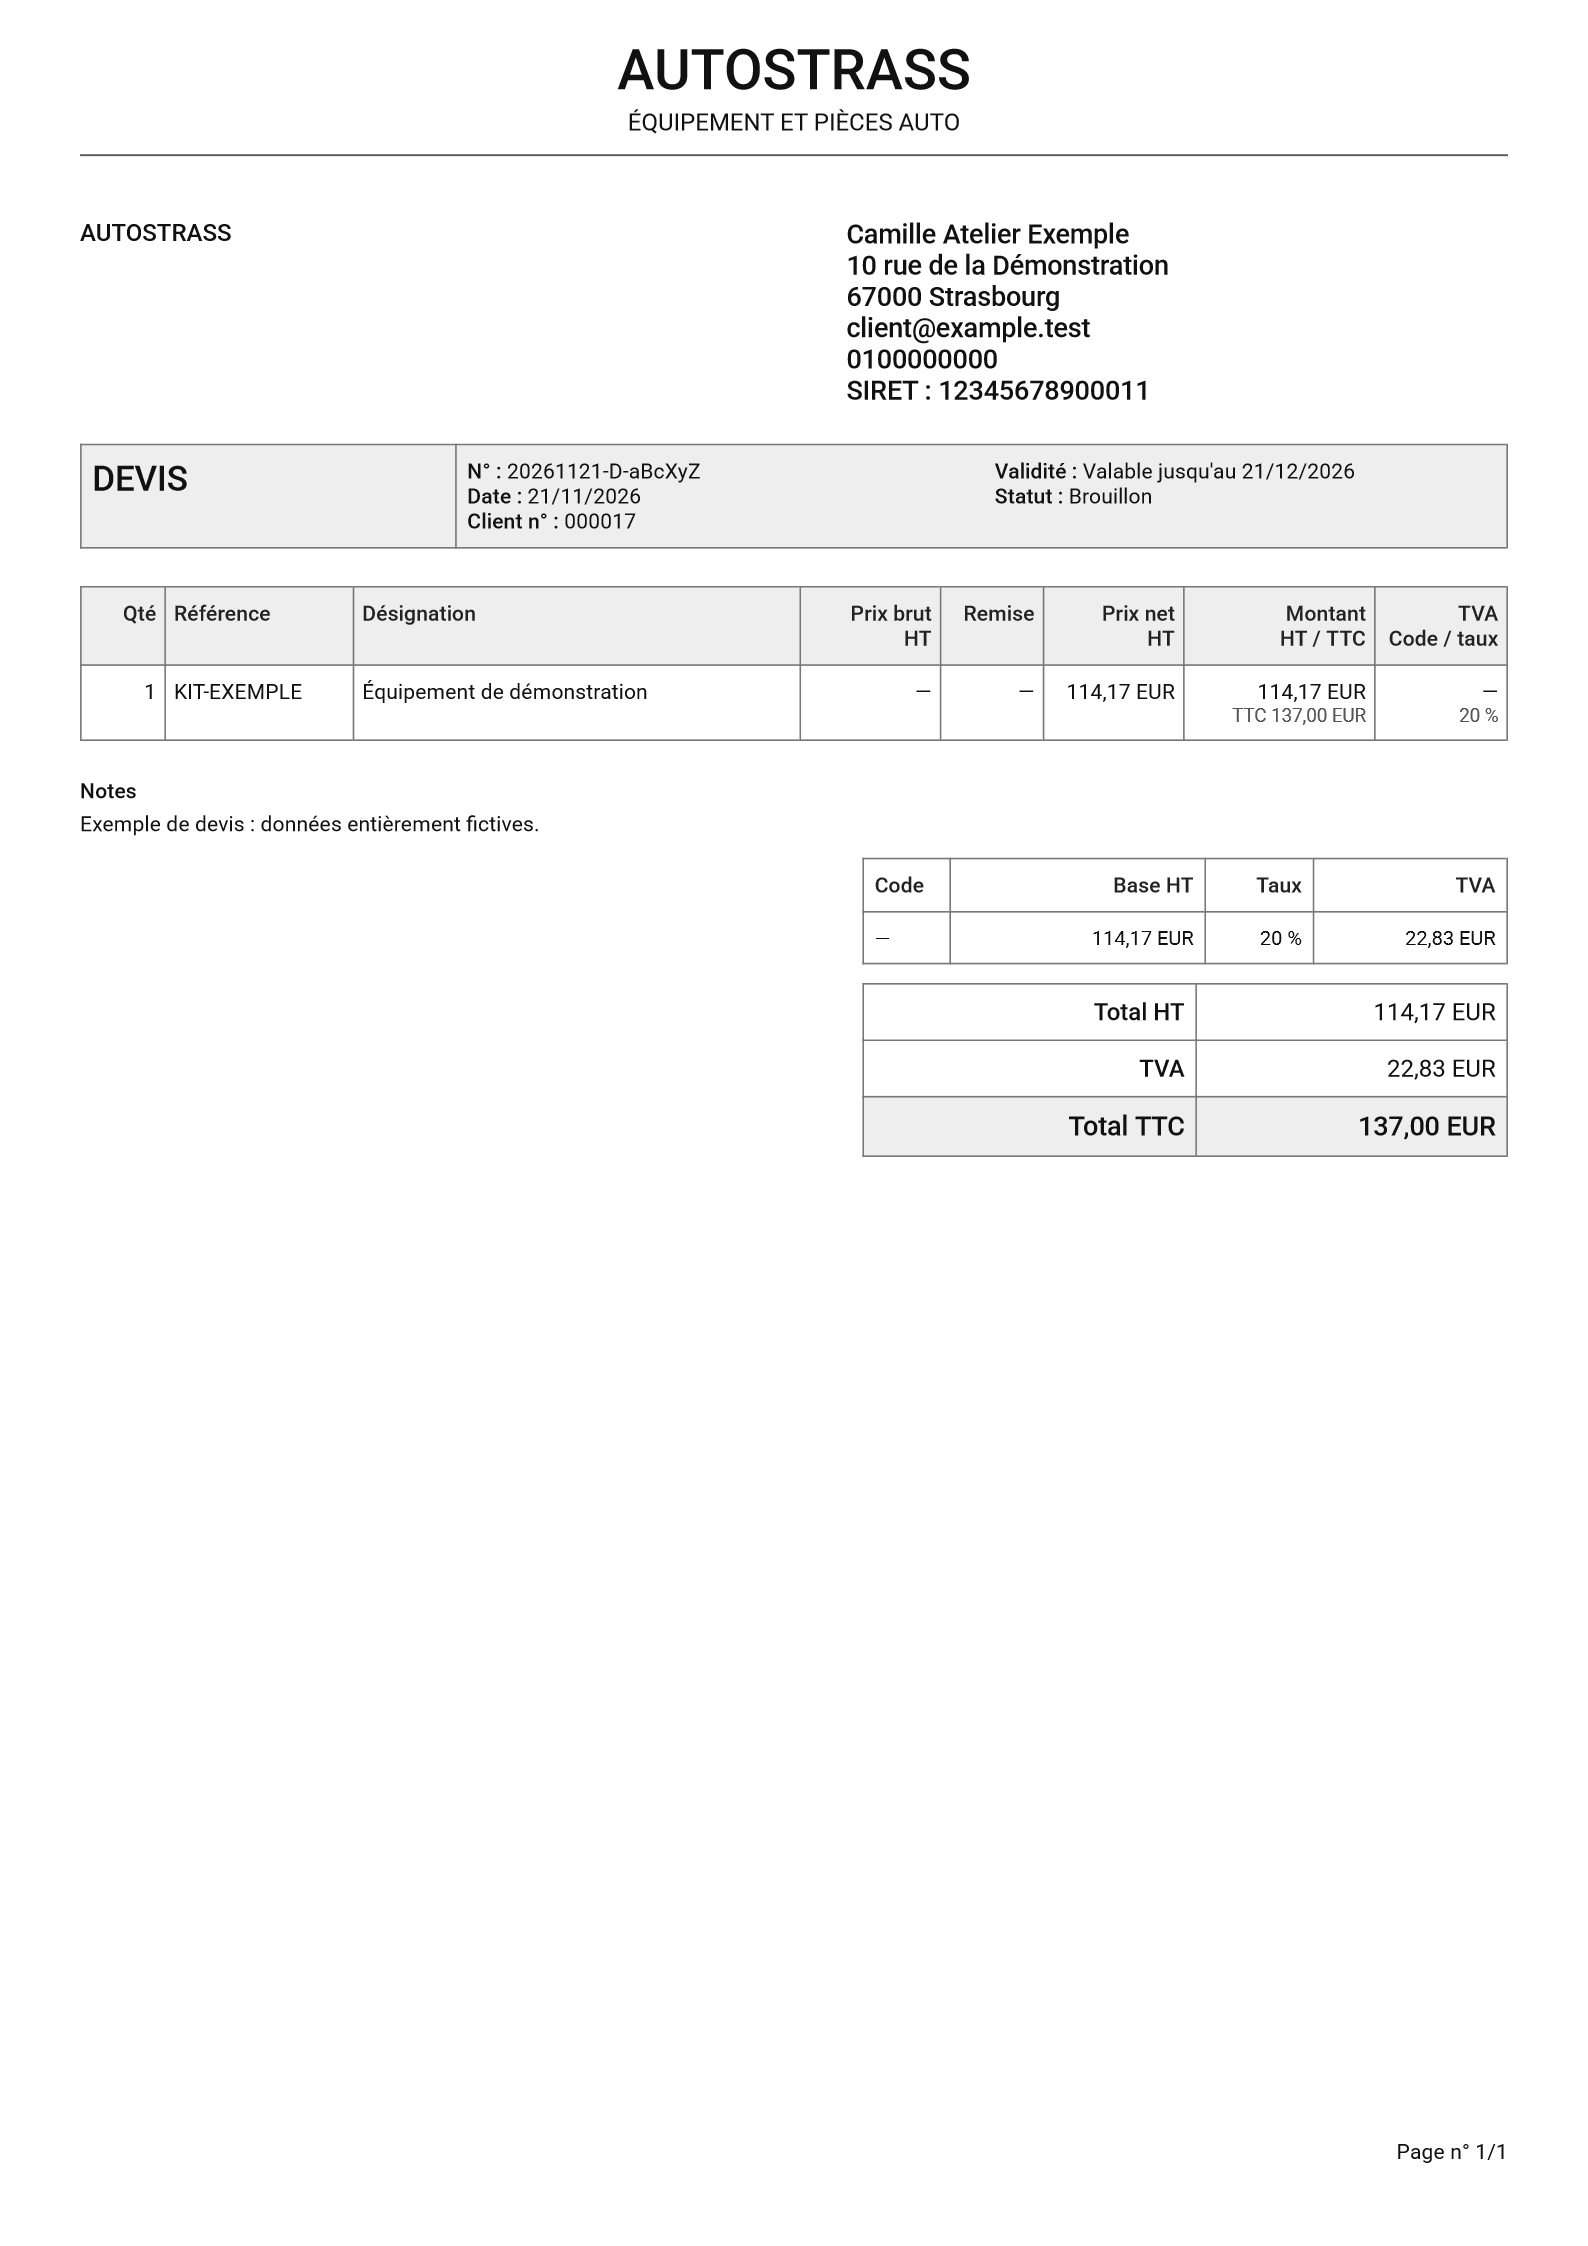 AUTOSTRASS
ÉQUIPEMENT ET PIÈCES AUTO
AUTOSTRASS
Camille Atelier Exemple
10 rue de la Démonstration
67000 Strasbourg
client@example.test
0100000000
SIRET : 12345678900011
DEVIS
N° : 20261121-D-aBcXyZ
Date : 21/11/2026
Client n° : 000017
Validité : Valable jusqu'au 21/12/2026
Statut : Brouillon
Qté Référence Désignation Prix brut HT Remise Prix net HT Montant HT / TTC TVA Code / taux
1 KIT-EXEMPLE Équipement de démonstration — — 114,17 EUR 114,17 EUR —
TTC 137,00 EUR 20 %
Notes
Exemple de devis : données entièrement fictives.
Code Base HT Taux TVA
— 114,17 EUR 20 % 22,83 EUR
Total HT 114,17 EUR
TVA 22,83 EUR
Total TTC 137,00 EUR
Page n° 1/1